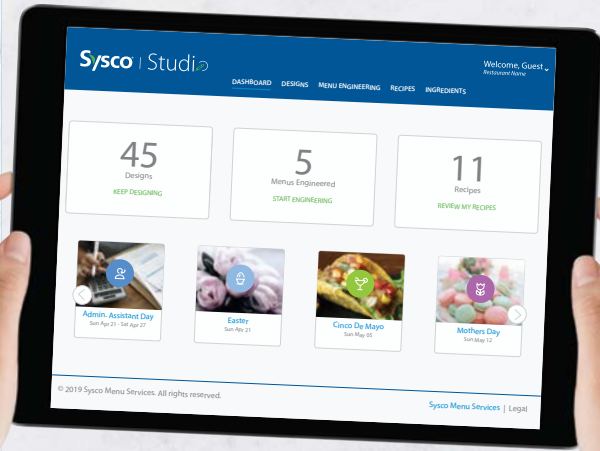 Sysco | Studio
Welcome, Guest
Restaurant Name
DASHBOARD DESIGNS MENU ENGINEERING RECIPES INGREDIENTS
45
Designs
KEEP DESIGNING
5
Menus Engineered
START ENGINEERING
11
Recipes
REVIEW MY RECIPES
Admin. Assistant Day
Sun Apr 21 - Sat Apr 27
Easter
Sun Apr 21
Cinco De Mayo
Sun May 05
Mothers Day
Sun May 12
© 2019 Sysco Menu Services. All rights reserved.
Sysco Menu Services | Legal